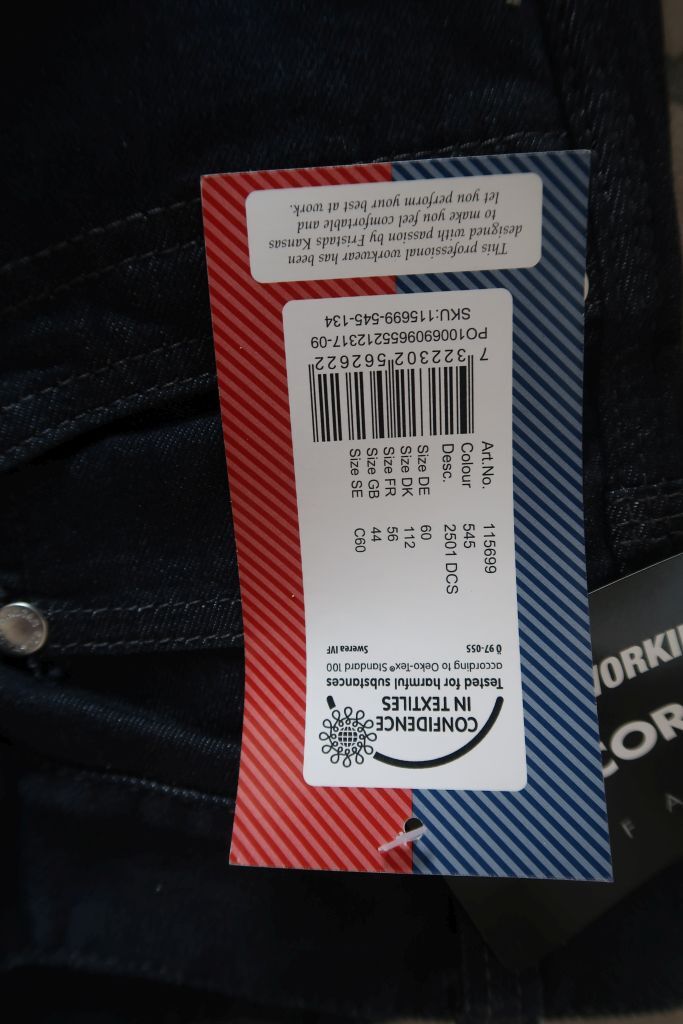 CONFIDENCE
IN TEXTILES
Tested for harmful substances
according to Oeko-Tex® Standard 100
Ö 97-055 Swerea IVF
Art.No. 115699
Colour 545
Desc. 2501 DCS
Size DE 60
Size DK 112
Size FR 56
Size GB 44
Size SE C60
7 322302 562622
PO1006909655212317-09
SKU:115699-545-134
This professional workwear has been
designed with passion by Fristads Kansas
to make you feel comfortable and
let you perform your best at work.